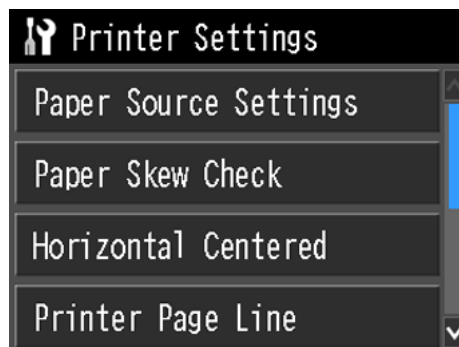 Printer Settings
Paper Source Settings
Paper Skew Check
Horizontal Centered
Printer Page Line